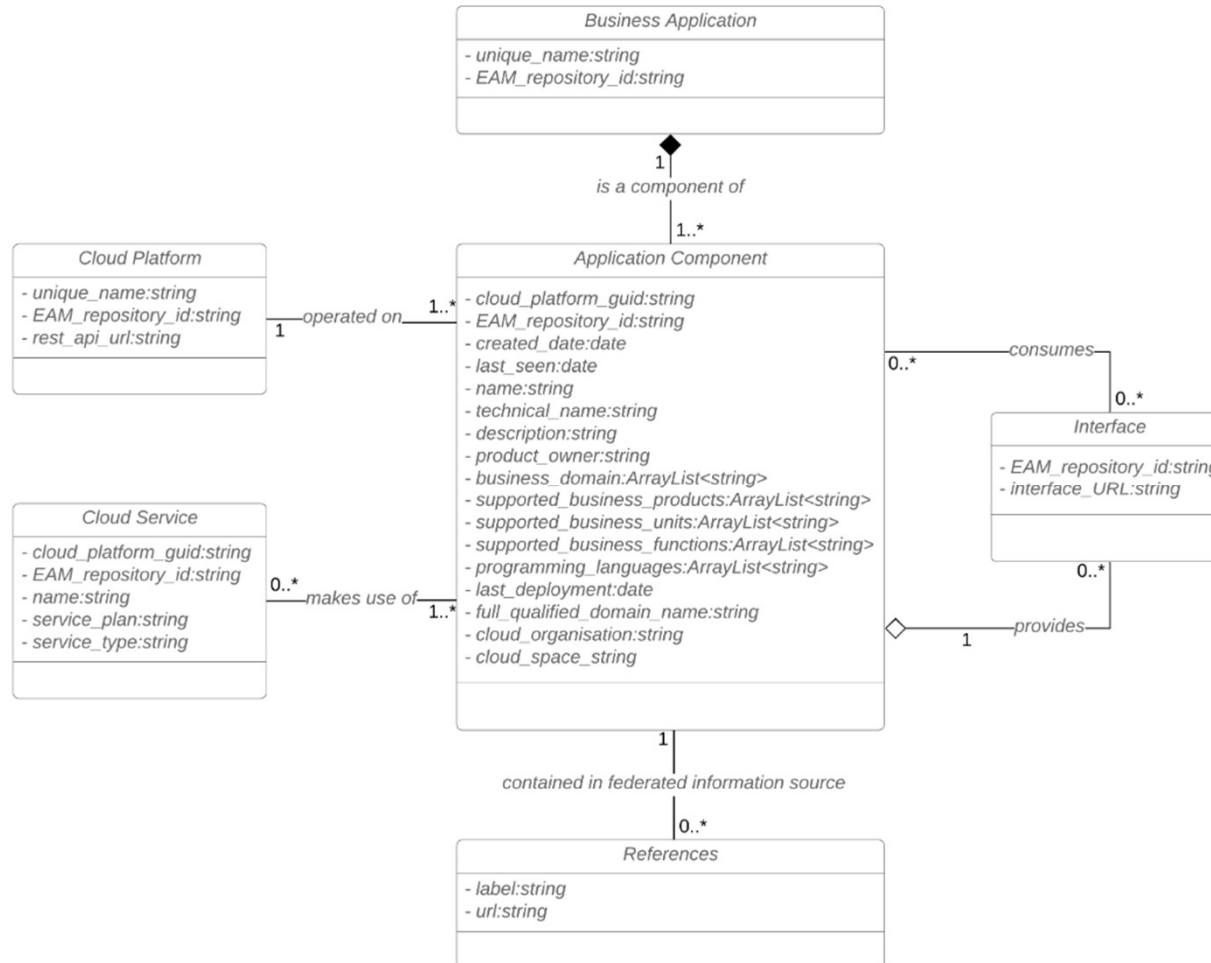 Business Application
- unique_name:string
- EAM_repository_id:string
1
is a component of
1..*
Cloud Platform
- unique_name:string
- EAM_repository_id:string
- rest_api_url:string
1
operated on
1..*
Application Component
- cloud_platform_guid:string
- EAM_repository_id:string
- created_date:date
- last_seen:date
- name:string
- technical_name:string
- description:string
- product_owner:string
- business_domain:ArrayList<string>
- supported_business_products:ArrayList<string>
- supported_business_units:ArrayList<string>
- supported_business_functions:ArrayList<string>
- programming_languages:ArrayList<string>
- last_deployment:date
- full_qualified_domain_name:string
- cloud_organisation:string
- cloud_space_string
0..*
consumes
0..*
Interface
- EAM_repository_id:string
- interface_URL:string
0..*
1
provides
Cloud Service
- cloud_platform_guid:string
- EAM_repository_id:string
- name:string
- service_plan:string
- service_type:string
0..*
makes use of
1..*
1
contained in federated information source
0..*
References
- label:string
- url:string